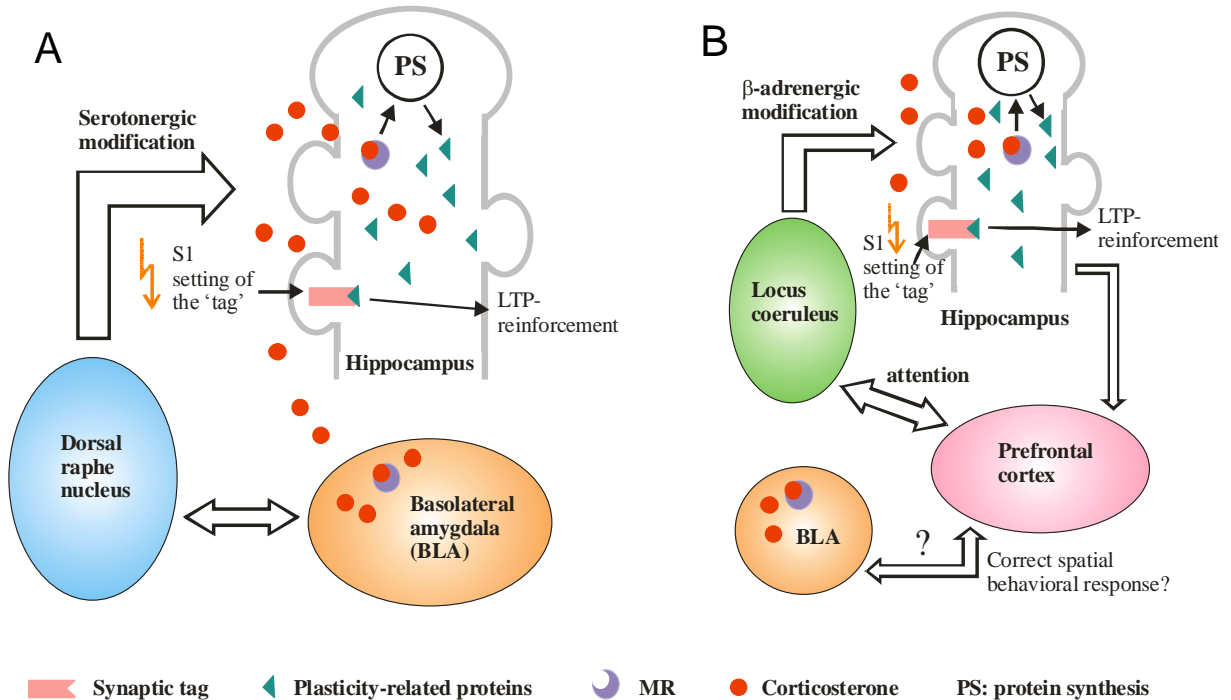 A
PS
Serotonergic
modification
S1
setting of
the ‘tag’
LTP-
reinforcement
Hippocampus
Dorsal
raphe
nucleus
Basolateral
amygdala
(BLA)
B
PS
β-adrenergic
modification
S1
setting of
the ‘tag’
LTP-
reinforcement
Hippocampus
Locus
coeruleus
attention
Prefrontal
cortex
BLA
?
Correct spatial
behavioral response?
Synaptic tag
Plasticity-related proteins
MR
Corticosterone
PS: protein synthesis